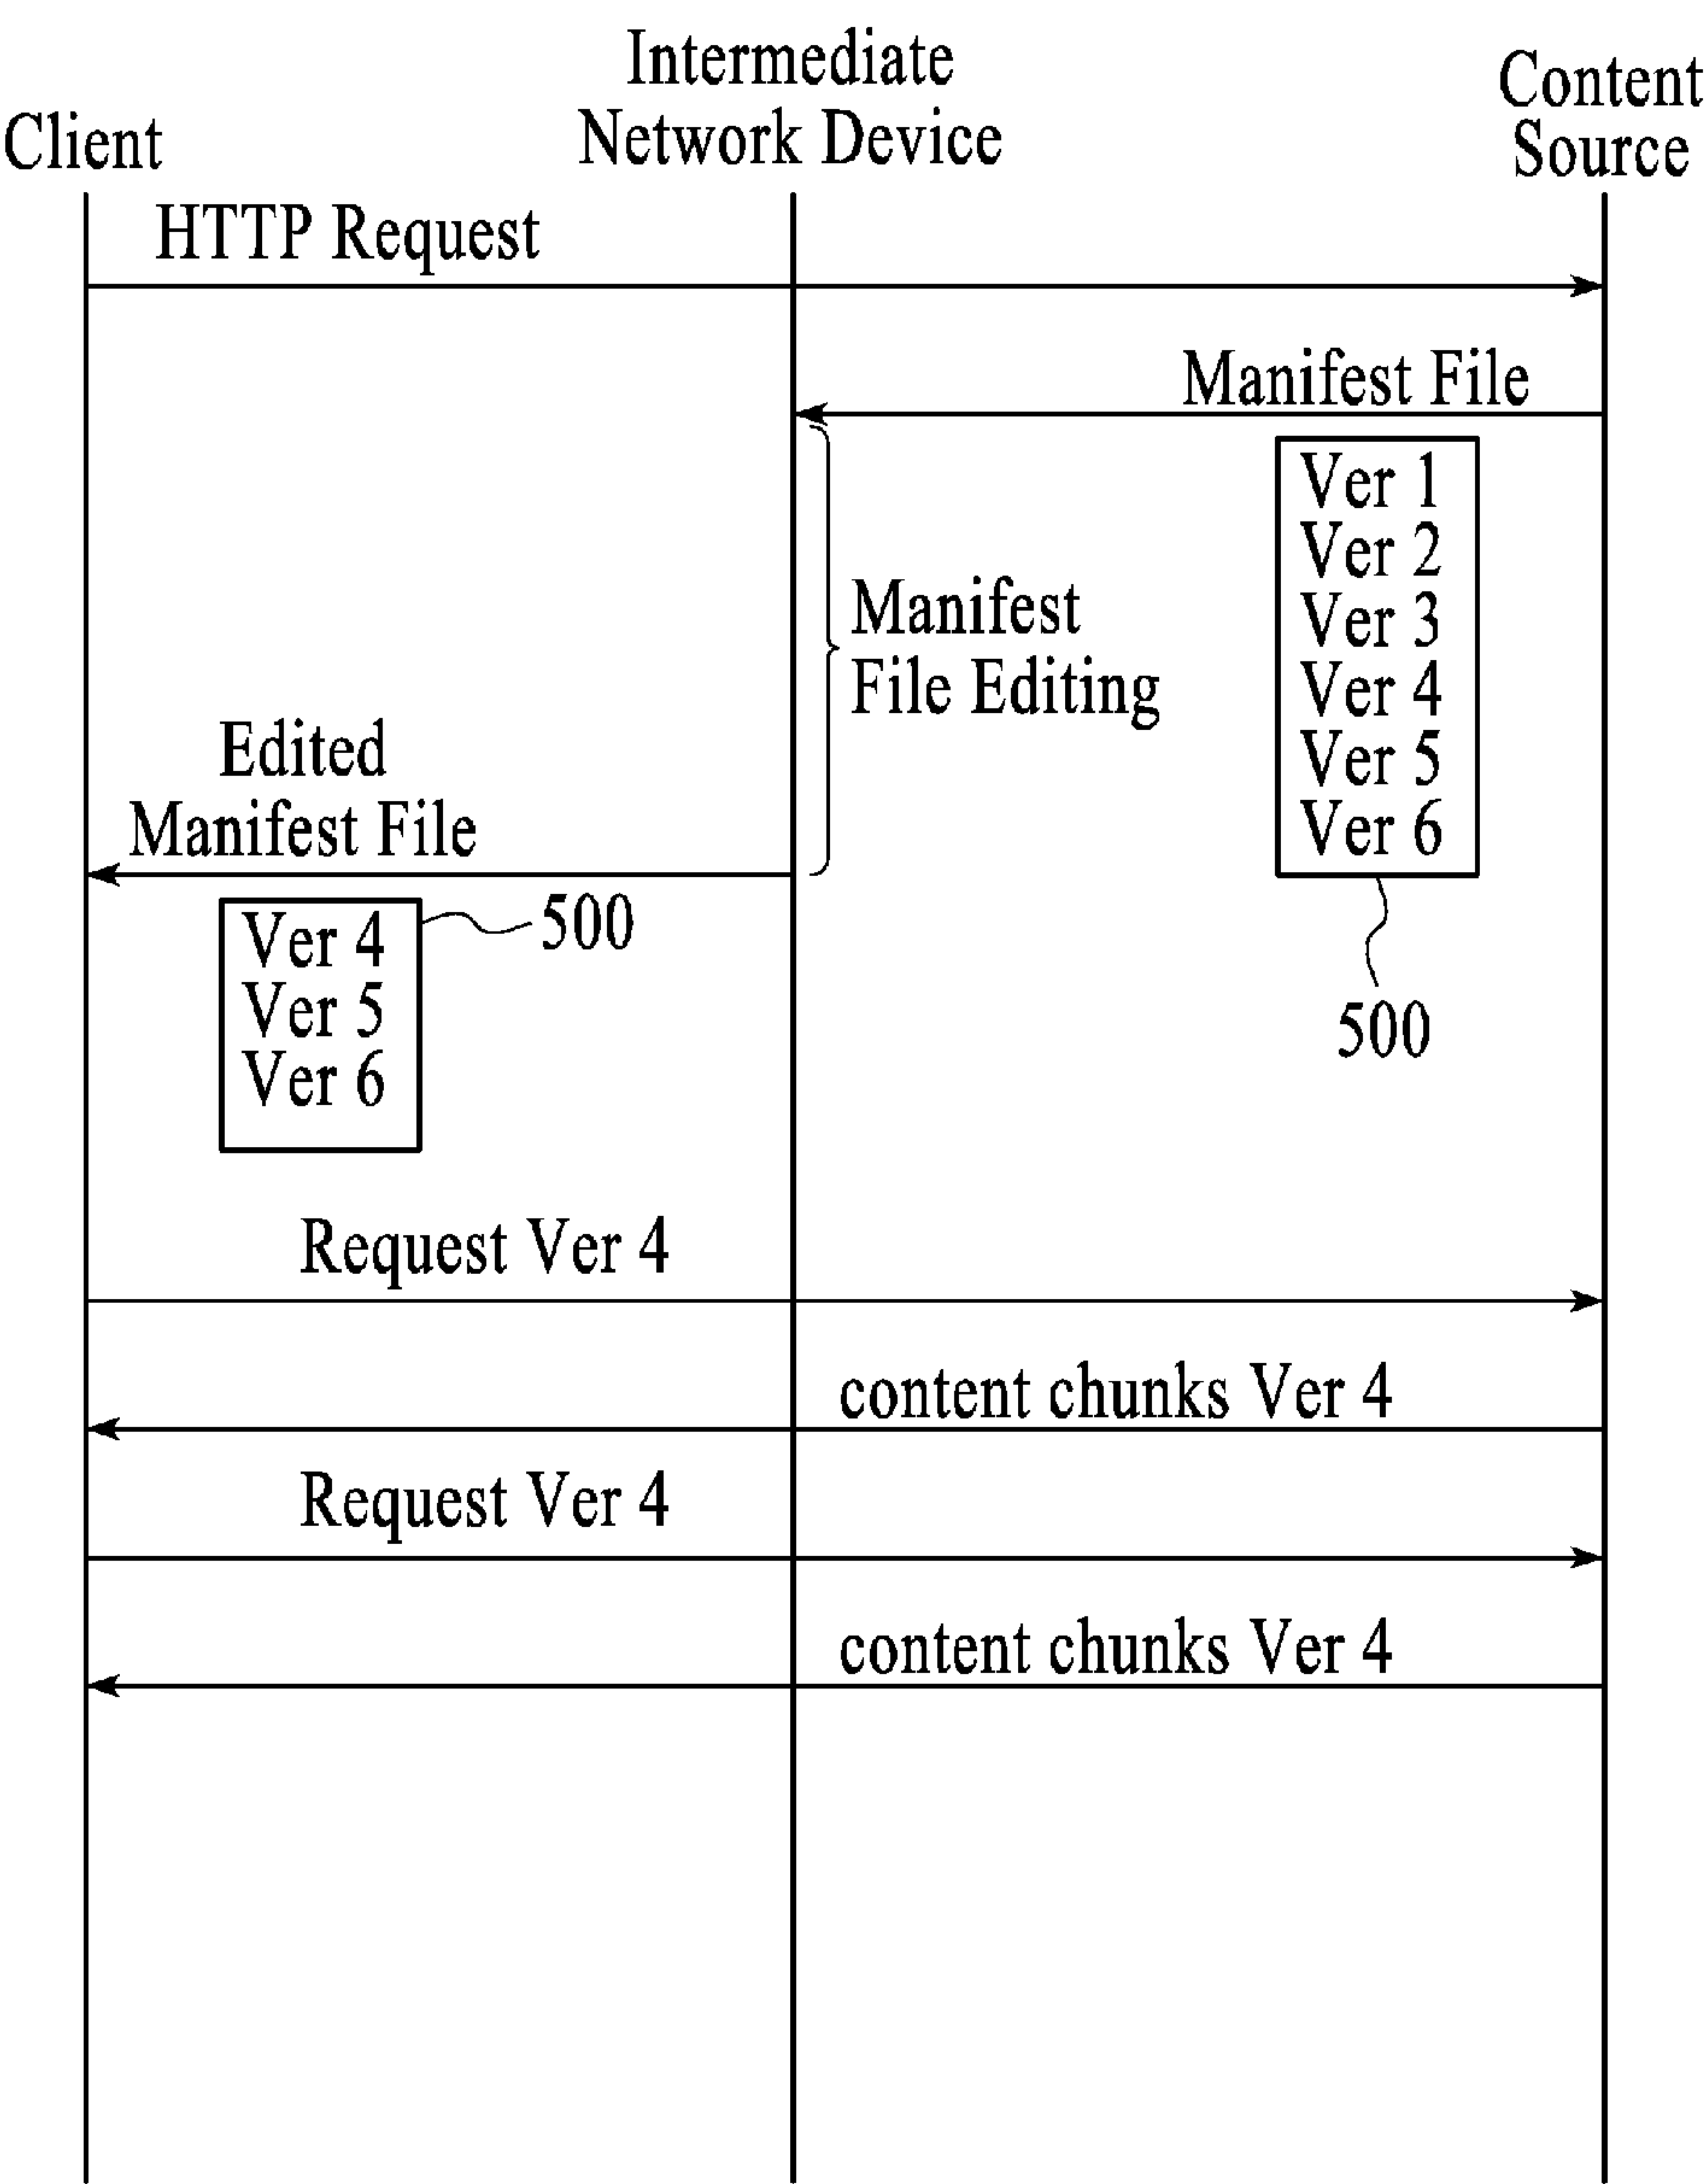 Client
Intermediate
Network Device
Content
Source
HTTP Request
Manifest File
Ver 1
Ver 2
Ver 3
Ver 4
Ver 5
Ver 6
500
Manifest
File Editing
Edited
Manifest File
Ver 4
Ver 5
Ver 6
500
Request Ver 4
content chunks Ver 4
Request Ver 4
content chunks Ver 4